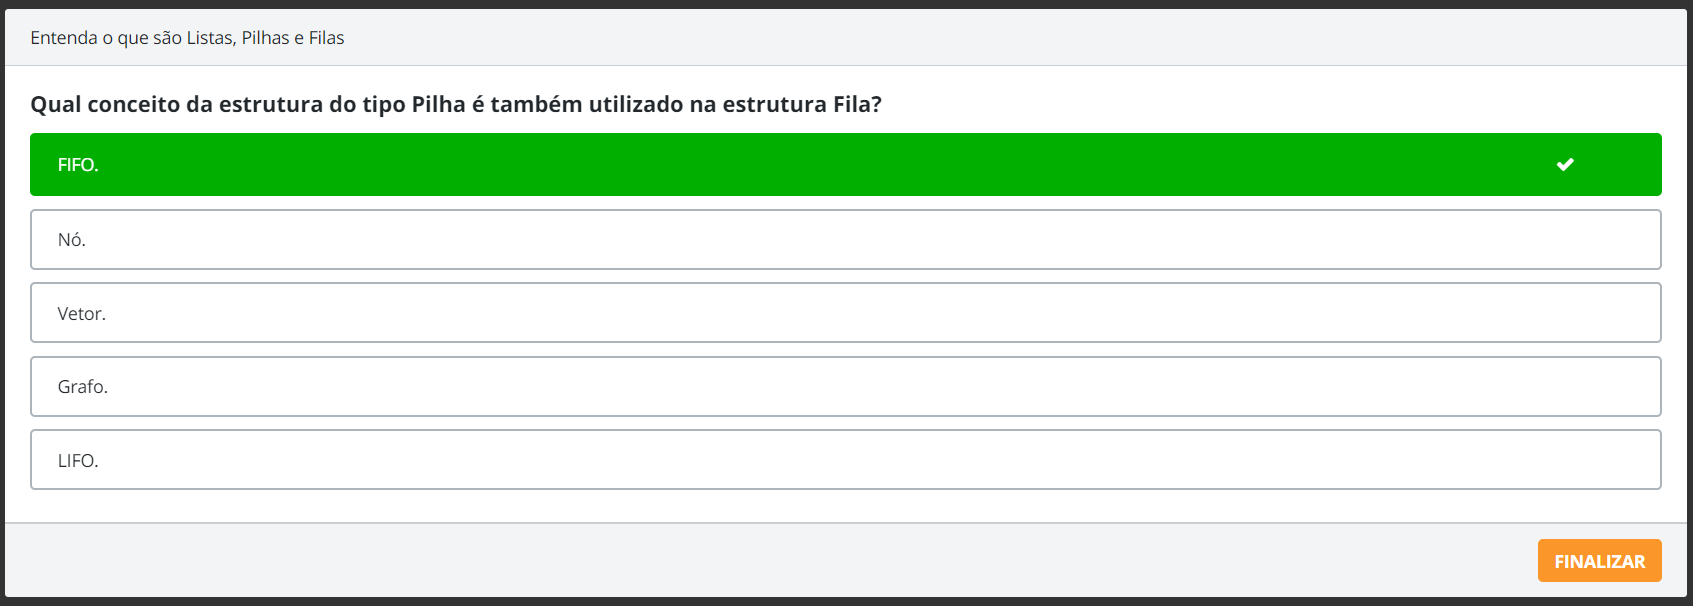 Entenda o que são Listas, Pilhas e Filas
Qual conceito da estrutura do tipo Pilha é também utilizado na estrutura Fila?
FIFO.
Nó.
Vetor.
Grafo.
LIFO.
FINALIZAR